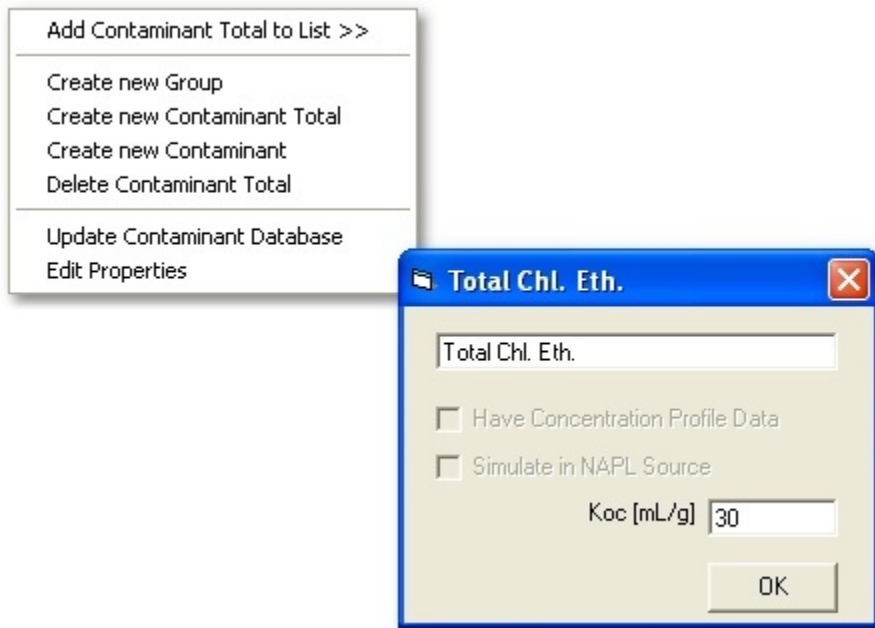 Add Contaminant Total to List >>
Create new Group
Create new Contaminant Total
Create new Contaminant
Delete Contaminant Total
Update Contaminant Database
Edit Properties
Total Chl. Eth.
Total Chl. Eth.
Have Concentration Profile Data
Simulate in NAPL Source
Koc [mL/g] 30
OK